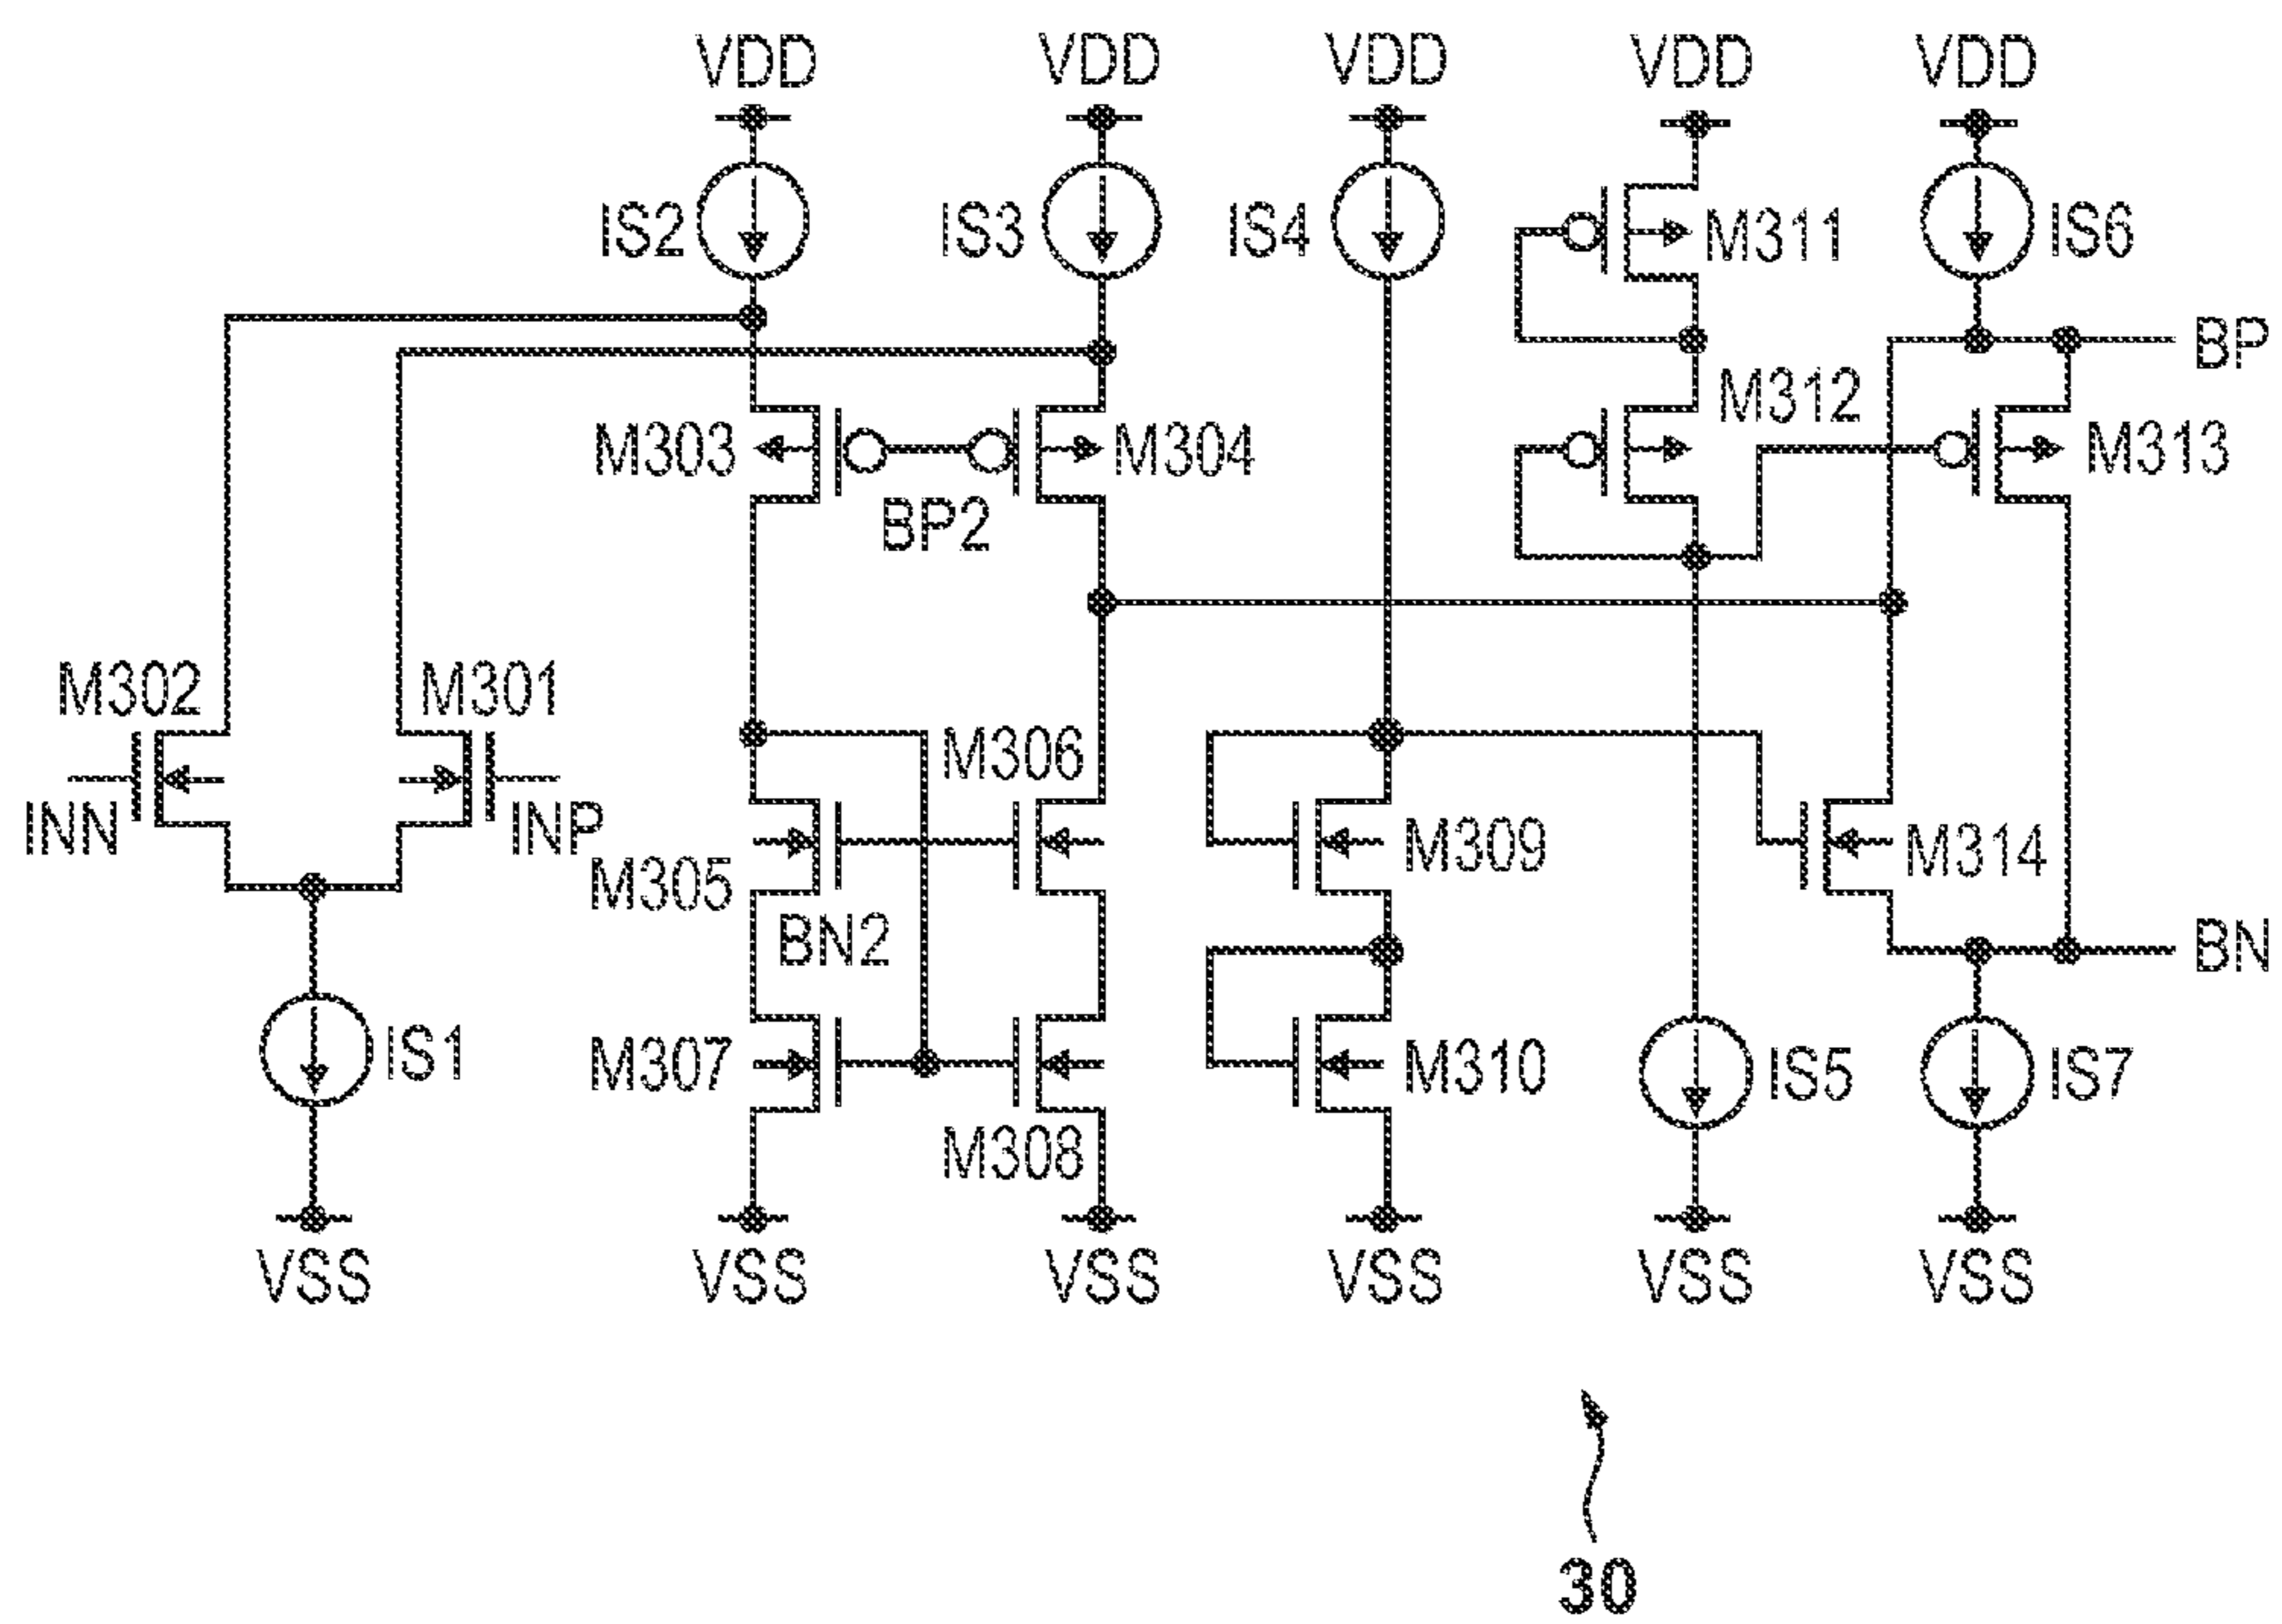 VDD VDD VDD VDD VDD
IS2 IS3 IS4 M311 IS6
BP
M312
M303 M304 M313
BP2
M302 M301
M306
INN INP
M305 M309 M314
BN2 BN
IS1 M307 M310 IS5 IS7
M308
VSS VSS VSS VSS VSS VSS
30